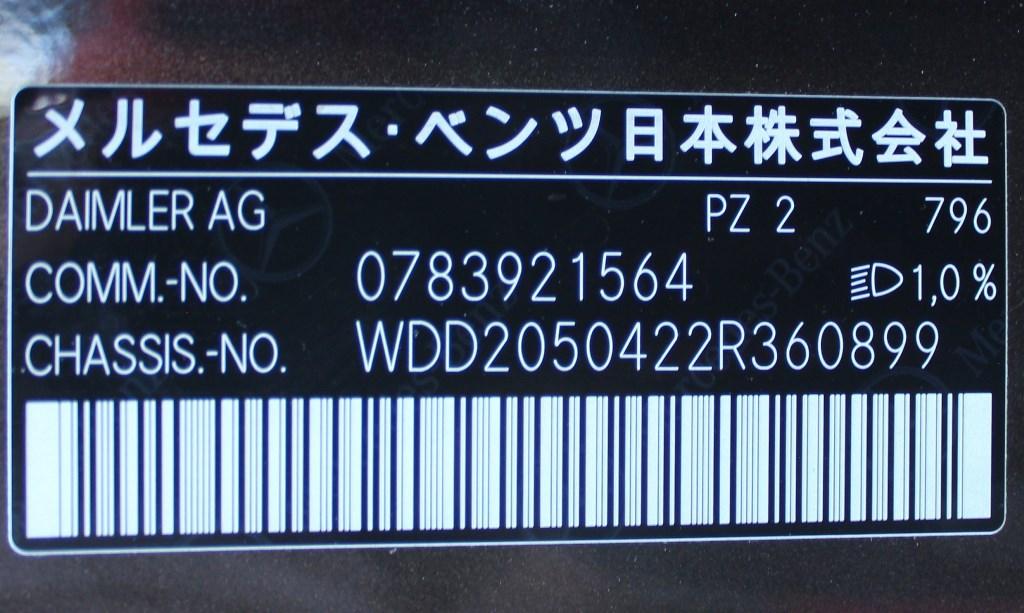 メルセデス・ベンツ日本株式会社
DAIMLER AG PZ 2 796
COMM.-NO. 0783921564 1,0 %
CHASSIS.-NO. WDD2050422R360899